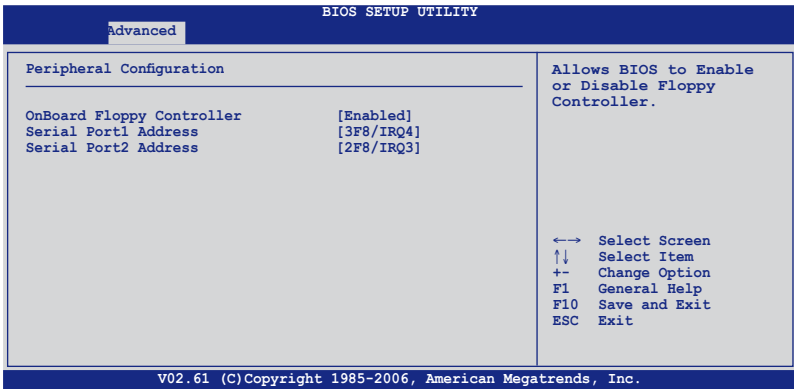 BIOS SETUP UTILITY
Advanced
Peripheral Configuration
OnBoard Floppy Controller [Enabled]
Serial Port1 Address [3F8/IRQ4]
Serial Port2 Address [2F8/IRQ3]
Allows BIOS to Enable
or Disable Floppy
Controller.
←→ Select Screen
↑↓ Select Item
+- Change Option
F1 General Help
F10 Save and Exit
ESC Exit
V02.61 (C)Copyright 1985-2006, American Megatrends, Inc.